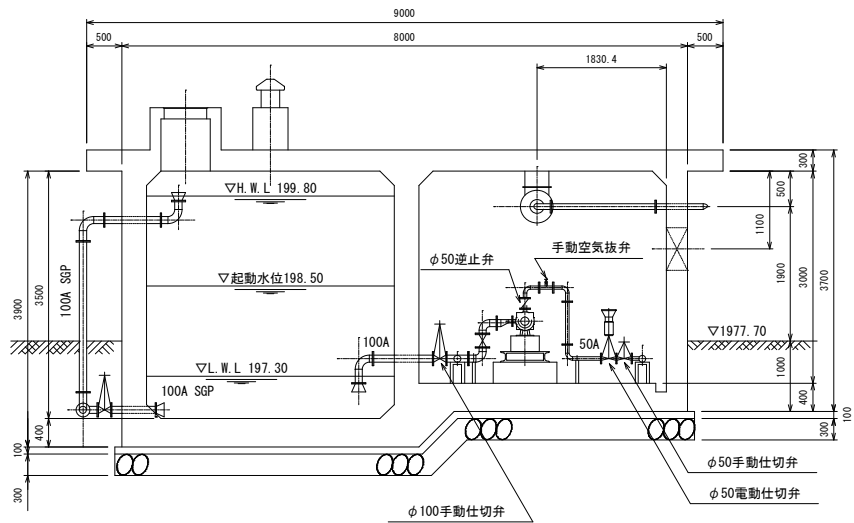 9000
500
8000
500
1830.4
▽H.W.L 199.80
300
500
1100
手動空気抜弁
φ50逆止弁
1900
3000
3700
3900
3500
100A SGP
▽起動水位198.50
▽1977.70
100A
50A
▽L.W.L 197.30
1000
100A SGP
400
400
100
300
100
300
φ50手動仕切弁
φ50電動仕切弁
φ100手動仕切弁